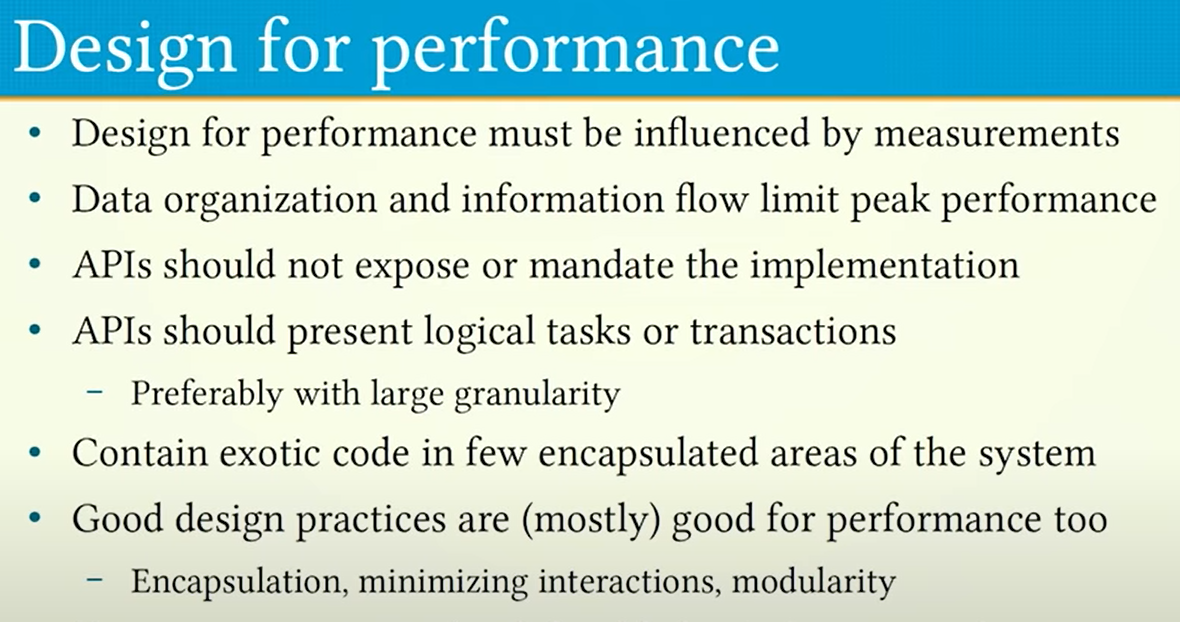 Design for performance
• Design for performance must be influenced by measurements
• Data organization and information flow limit peak performance
• APIs should not expose or mandate the implementation
• APIs should present logical tasks or transactions
– Preferably with large granularity
• Contain exotic code in few encapsulated areas of the system
• Good design practices are (mostly) good for performance too
– Encapsulation, minimizing interactions, modularity